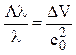 Δλ/λ = ΔV/c₀²